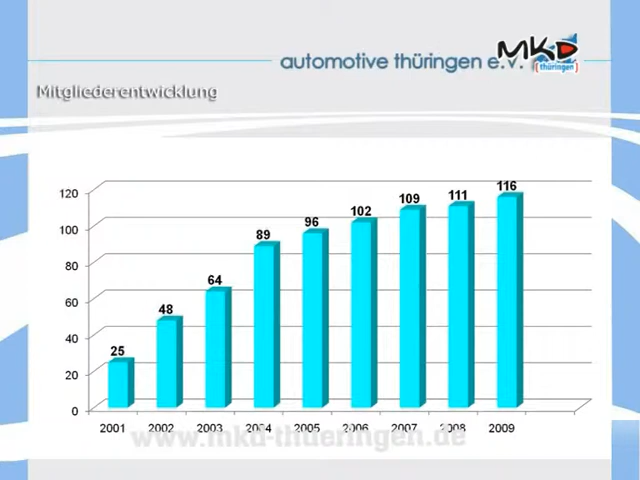 automotive thüringen e.V.
MKD
(thüringen)
Mitgliederentwicklung
120
100
80
60
40
20
0
25
48
64
89
96
102
109
111
116
2001 2002 2003 2004 2005 2006 2007 2008 2009
www.mkd-thueringen.de